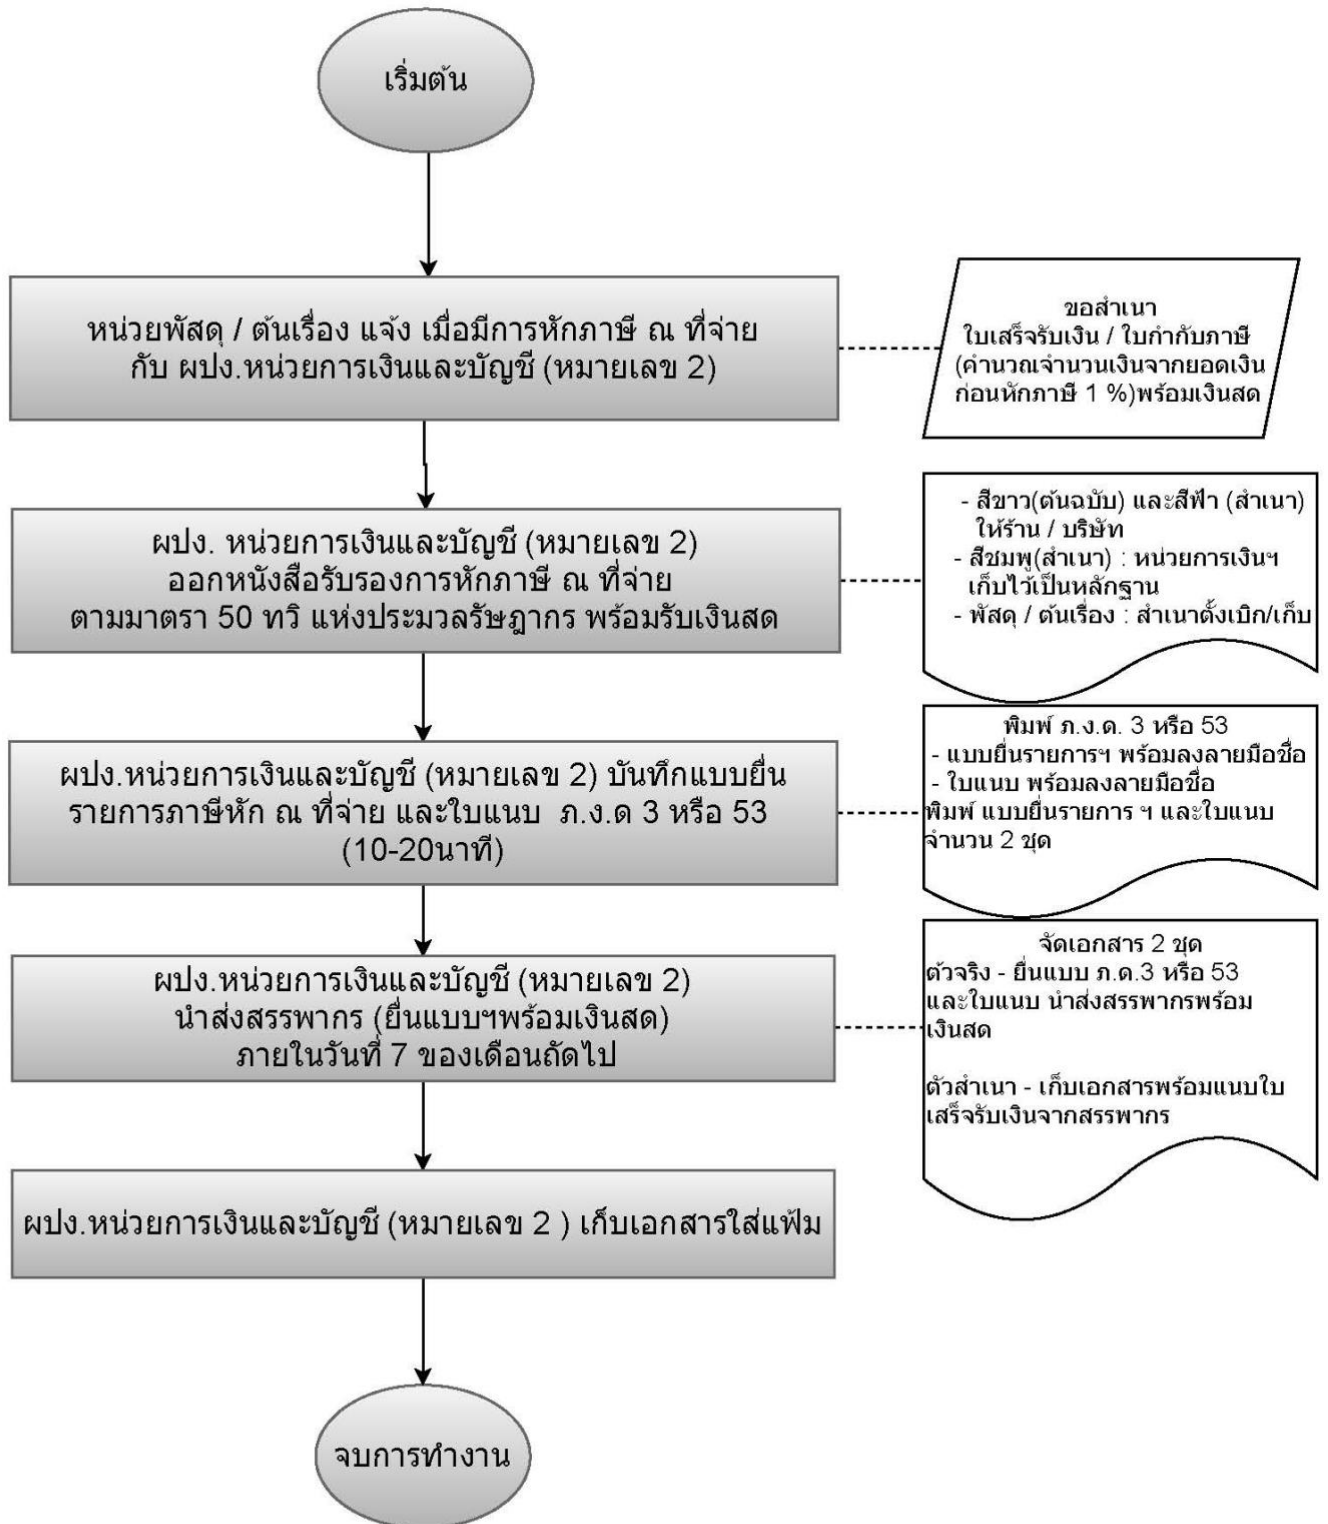 เริ่มต้น
หน่วยพัสดุ / ต้นเรื่อง แจ้ง เมื่อมีการหักภาษี ณ ที่จ่าย
กับ ผปง.หน่วยการเงินและบัญชี (หมายเลข 2)
ขอสำเนา
ใบเสร็จรับเงิน / ใบกำกับภาษี
(คำนวณจำนวนเงินจากยอดเงิน
ก่อนหักภาษี 1 %)พร้อมเงินสด
ผปง. หน่วยการเงินและบัญชี (หมายเลข 2)
ออกหนังสือรับรองการหักภาษี ณ ที่จ่าย
ตามมาตรา 50 ทวิ แห่งประมวลรัษฎากร พร้อมรับเงินสด
- สีขาว(ต้นฉบับ) และสีฟ้า (สำเนา)
ให้ร้าน / บริษัท
- สีชมพู(สำเนา) : หน่วยการเงินฯ
เก็บไว้เป็นหลักฐาน
- พัสดุ / ต้นเรื่อง : สำเนาตั้งเบิก/เก็บ
ผปง.หน่วยการเงินและบัญชี (หมายเลข 2) บันทึกแบบยื่น
รายการภาษีหัก ณ ที่จ่าย และใบแนบ ภ.ง.ด 3 หรือ 53
(10-20นาที)
พิมพ์ ภ.ง.ด. 3 หรือ 53
- แบบยื่นรายการฯ พร้อมลงลายมือชื่อ
- ใบแนบ พร้อมลงลายมือชื่อ
พิมพ์ แบบยื่นรายการ ฯ และใบแนบ
จำนวน 2 ชุด
ผปง.หน่วยการเงินและบัญชี (หมายเลข 2)
นำส่งสรรพากร (ยื่นแบบฯพร้อมเงินสด)
ภายในวันที่ 7 ของเดือนถัดไป
จัดเอกสาร 2 ชุด
ตัวจริง - ยื่นแบบ ภ.ด.3 หรือ 53
และใบแนบ นำส่งสรรพากรพร้อม
เงินสด
ตัวสำเนา - เก็บเอกสารพร้อมแนบใบ
เสร็จรับเงินจากสรรพากร
ผปง.หน่วยการเงินและบัญชี (หมายเลข 2 ) เก็บเอกสารใส่แฟ้ม
จบการทำงาน